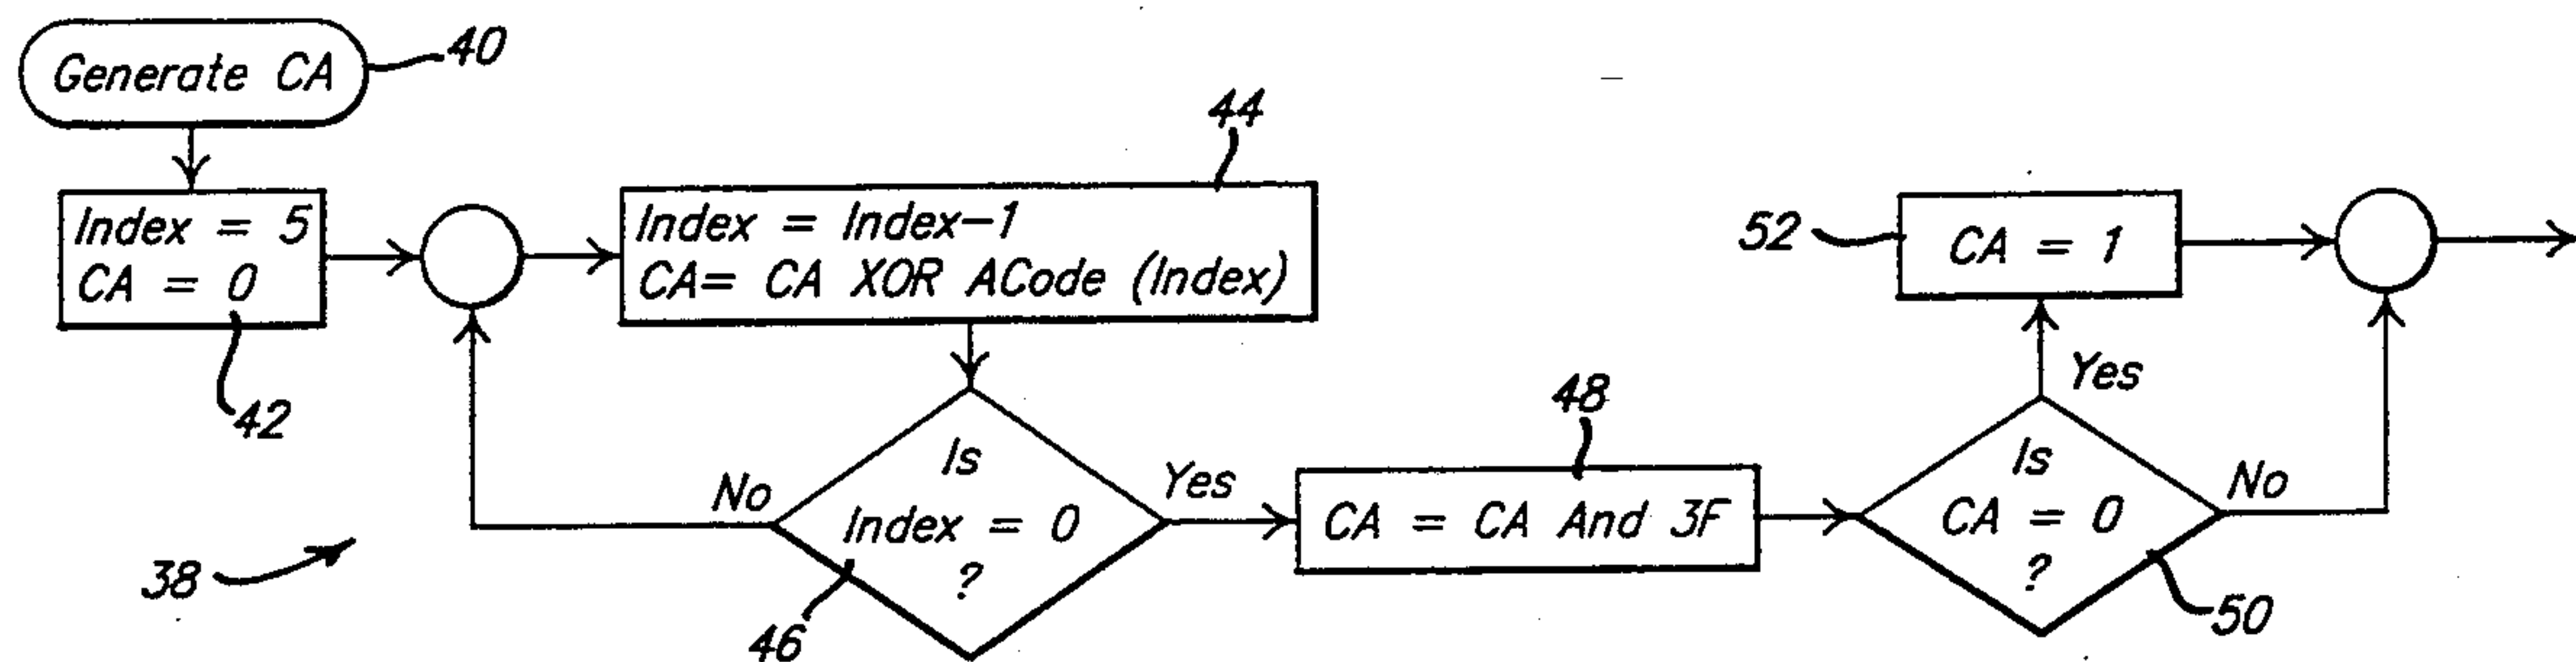 Generate CA
40
Index = 5
CA = 0
42
44
Index = Index-1
CA= CA XOR ACode (Index)
Is
Index = 0
?
No
Yes
46
38
48
CA = CA And 3F
Is
CA = 0
?
Yes
No
50
52
CA = 1